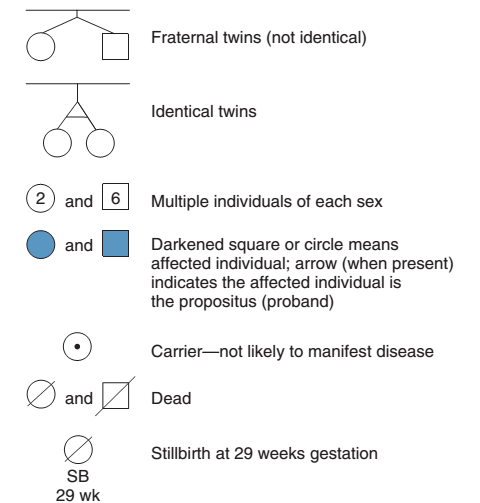 Fraternal twins (not identical)
Identical twins
2 and 6 Multiple individuals of each sex
and Darkened square or circle means
affected individual; arrow (when present)
indicates the affected individual is
the propositus (proband)
Carrier—not likely to manifest disease
and Dead
Stillbirth at 29 weeks gestation
SB
29 wk